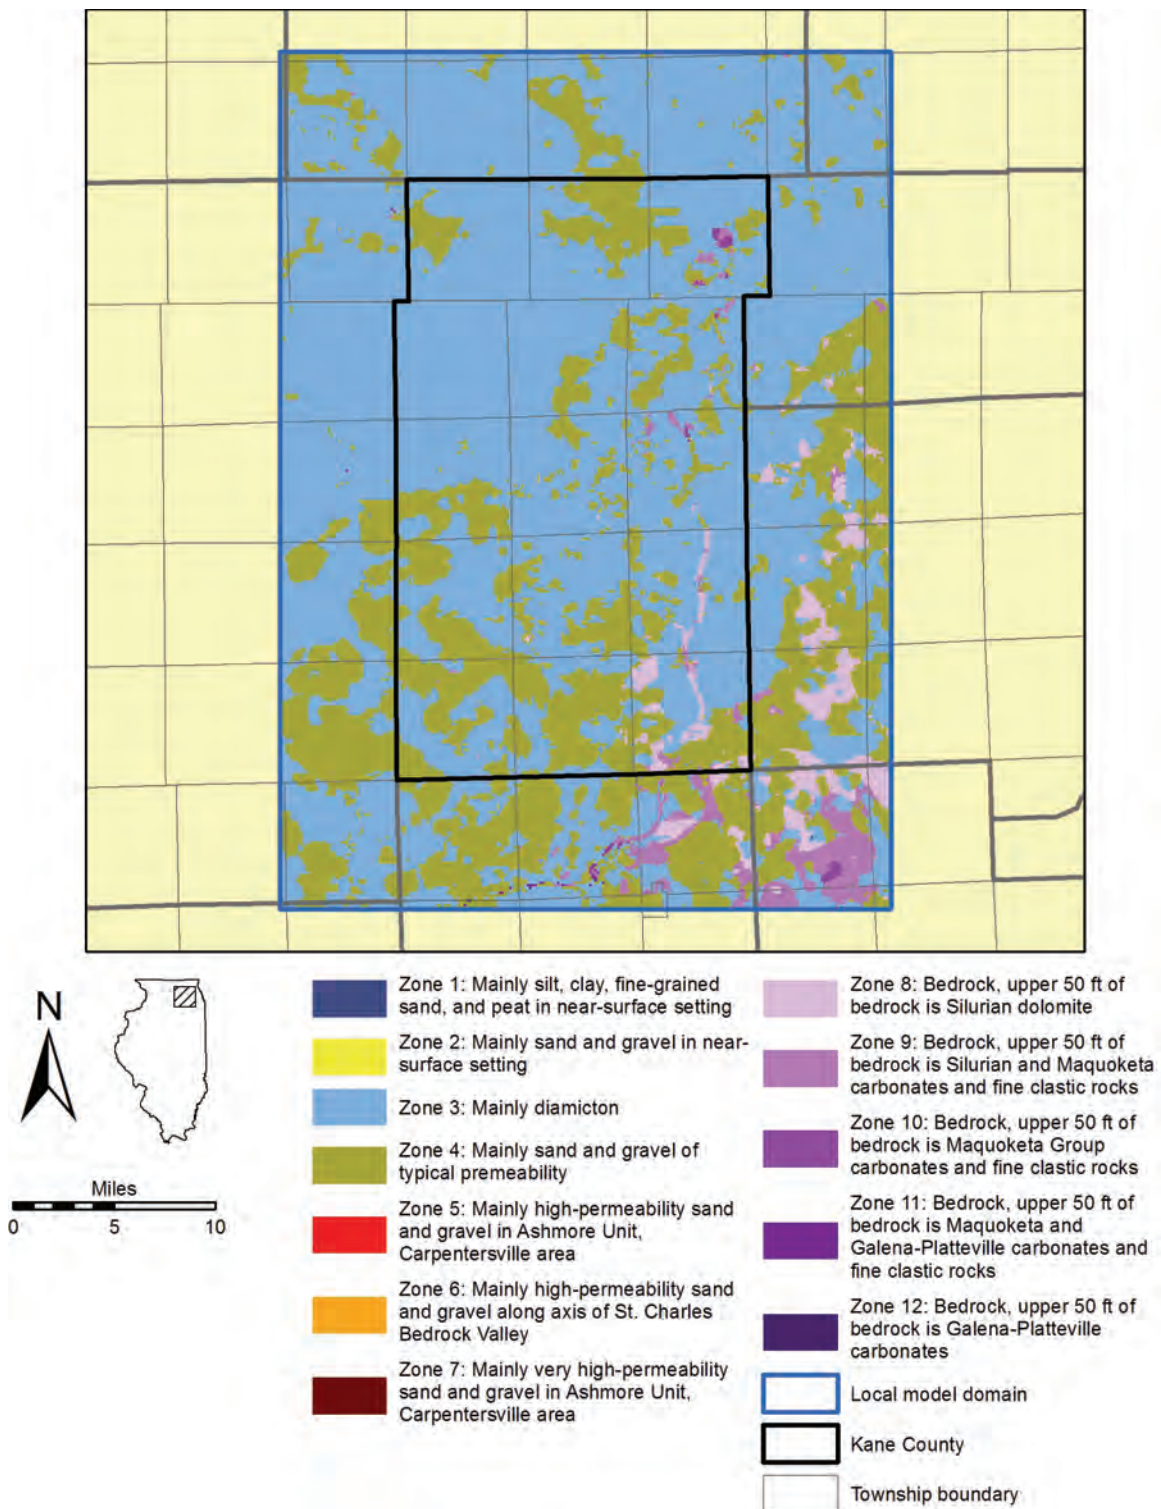 N
Miles
0 5 10
Zone 1: Mainly silt, clay, fine-grained
sand, and peat in near-surface setting
Zone 2: Mainly sand and gravel in near-
surface setting
Zone 3: Mainly diamicton
Zone 4: Mainly sand and gravel of
typical premeability
Zone 5: Mainly high-permeability sand
and gravel in Ashmore Unit,
Carpentersville area
Zone 6: Mainly high-permeability sand
and gravel along axis of St. Charles
Bedrock Valley
Zone 7: Mainly very high-permeability
sand and gravel in Ashmore Unit,
Carpentersville area
Zone 8: Bedrock, upper 50 ft of
bedrock is Silurian dolomite
Zone 9: Bedrock, upper 50 ft of
bedrock is Silurian and Maquoketa
carbonates and fine clastic rocks
Zone 10: Bedrock, upper 50 ft of
bedrock is Maquoketa Group
carbonates and fine clastic rocks
Zone 11: Bedrock, upper 50 ft of
bedrock is Maquoketa and
Galena-Platteville carbonates and
fine clastic rocks
Zone 12: Bedrock, upper 50 ft of
bedrock is Galena-Platteville
carbonates
Local model domain
Kane County
Township boundary